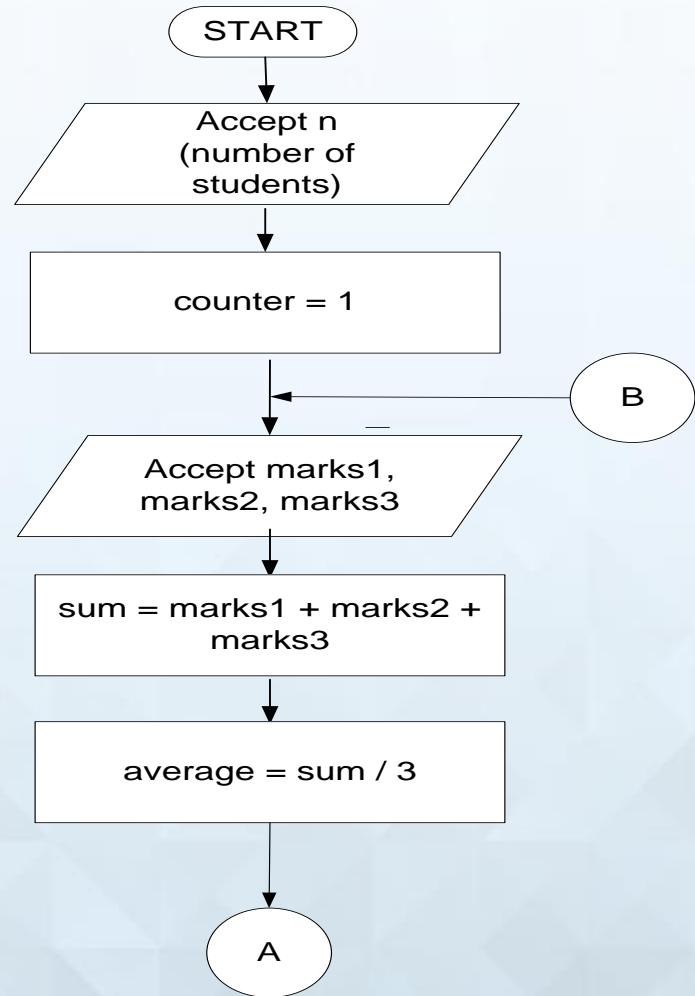 START
Accept n
(number of
students)
counter = 1
B
Accept marks1,
marks2, marks3
sum = marks1 + marks2 +
marks3
average = sum / 3
A